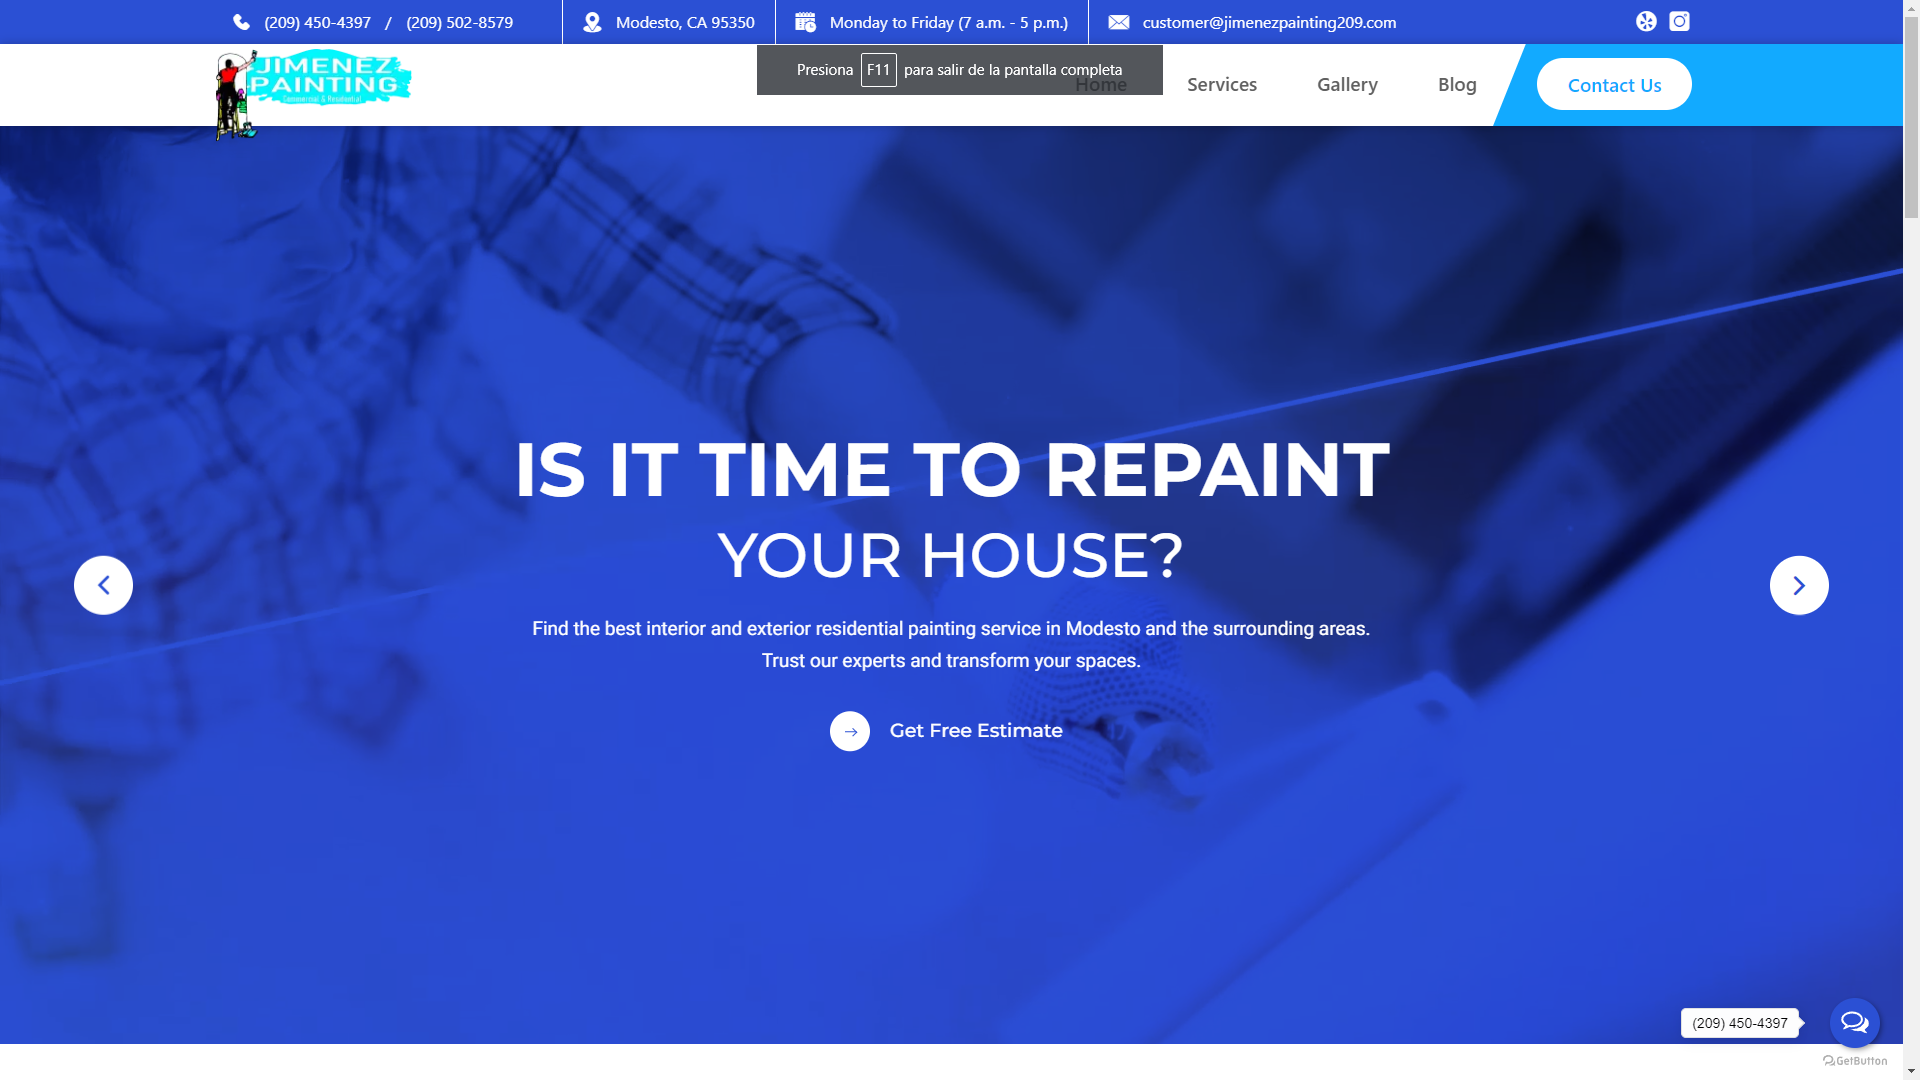 (209) 450-4397 / (209) 502-8579
Modesto, CA 95350
Monday to Friday (7 a.m. - 5 p.m.)
customer@jimenezpainting209.com
JIMENEZ
PAINTING
Commercial & Residential
Presiona F11 para salir de la pantalla completa
Home
Services
Gallery
Blog
Contact Us
IS IT TIME TO REPAINT
YOUR HOUSE?
Find the best interior and exterior residential painting service in Modesto and the surrounding areas.
Trust our experts and transform your spaces.
Get Free Estimate
(209) 450-4397
GetButton